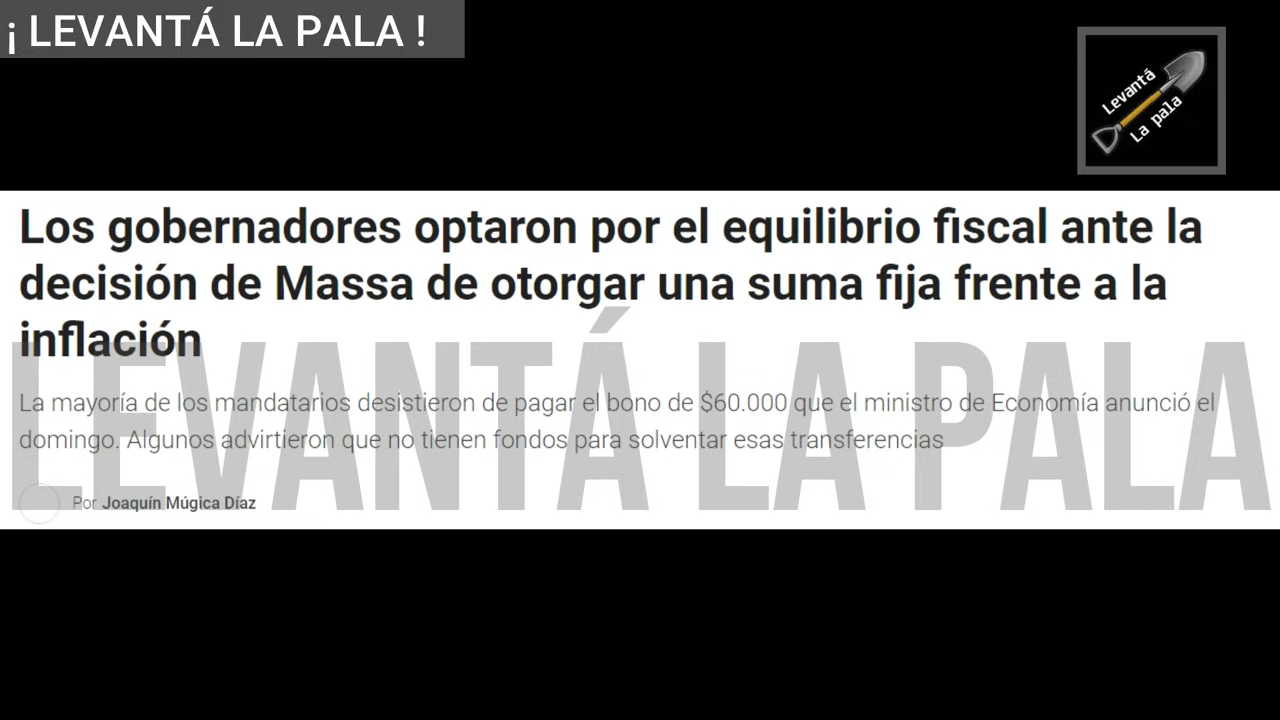 ¡ LEVANTÁ LA PALA !
Levantá
La pala
Los gobernadores optaron por el equilibrio fiscal ante la
decisión de Massa de otorgar una suma fija frente a la
inflación
LEVANTÁ LA PALA
La mayoría de los mandatarios desistieron de pagar el bono de $60.000 que el ministro de Economía anunció el
domingo. Algunos advirtieron que no tienen fondos para solventar esas transferencias
Por Joaquín Múgica Díaz